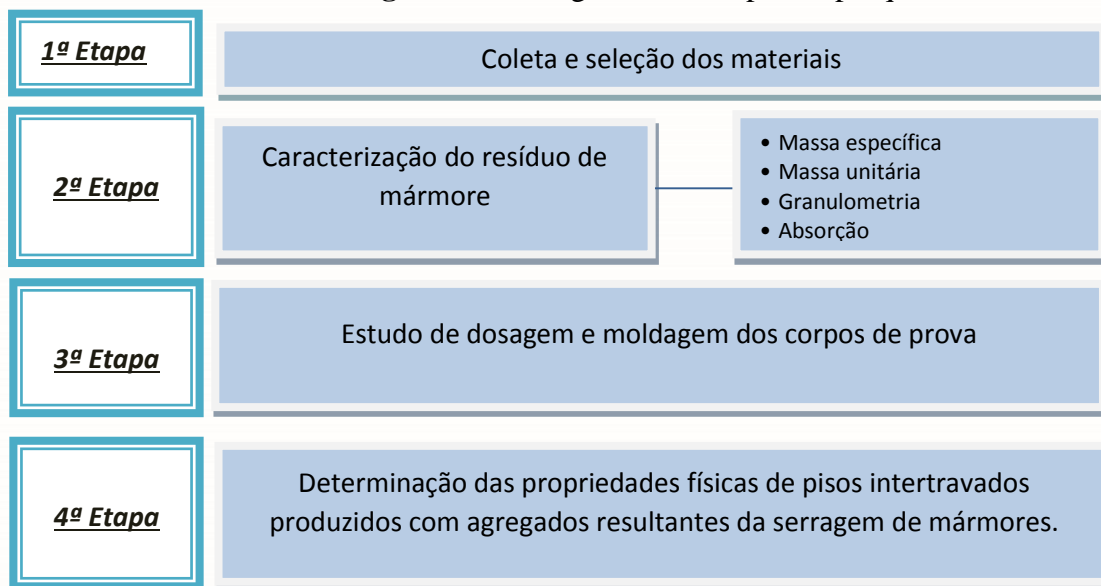 1ª Etapa
Coleta e seleção dos materiais
2ª Etapa
Caracterização do resíduo de
mármore
• Massa específica
• Massa unitária
• Granulometria
• Absorção
3ª Etapa
Estudo de dosagem e moldagem dos corpos de prova
4ª Etapa
Determinação das propriedades físicas de pisos intertravados
produzidos com agregados resultantes da serragem de mármores.